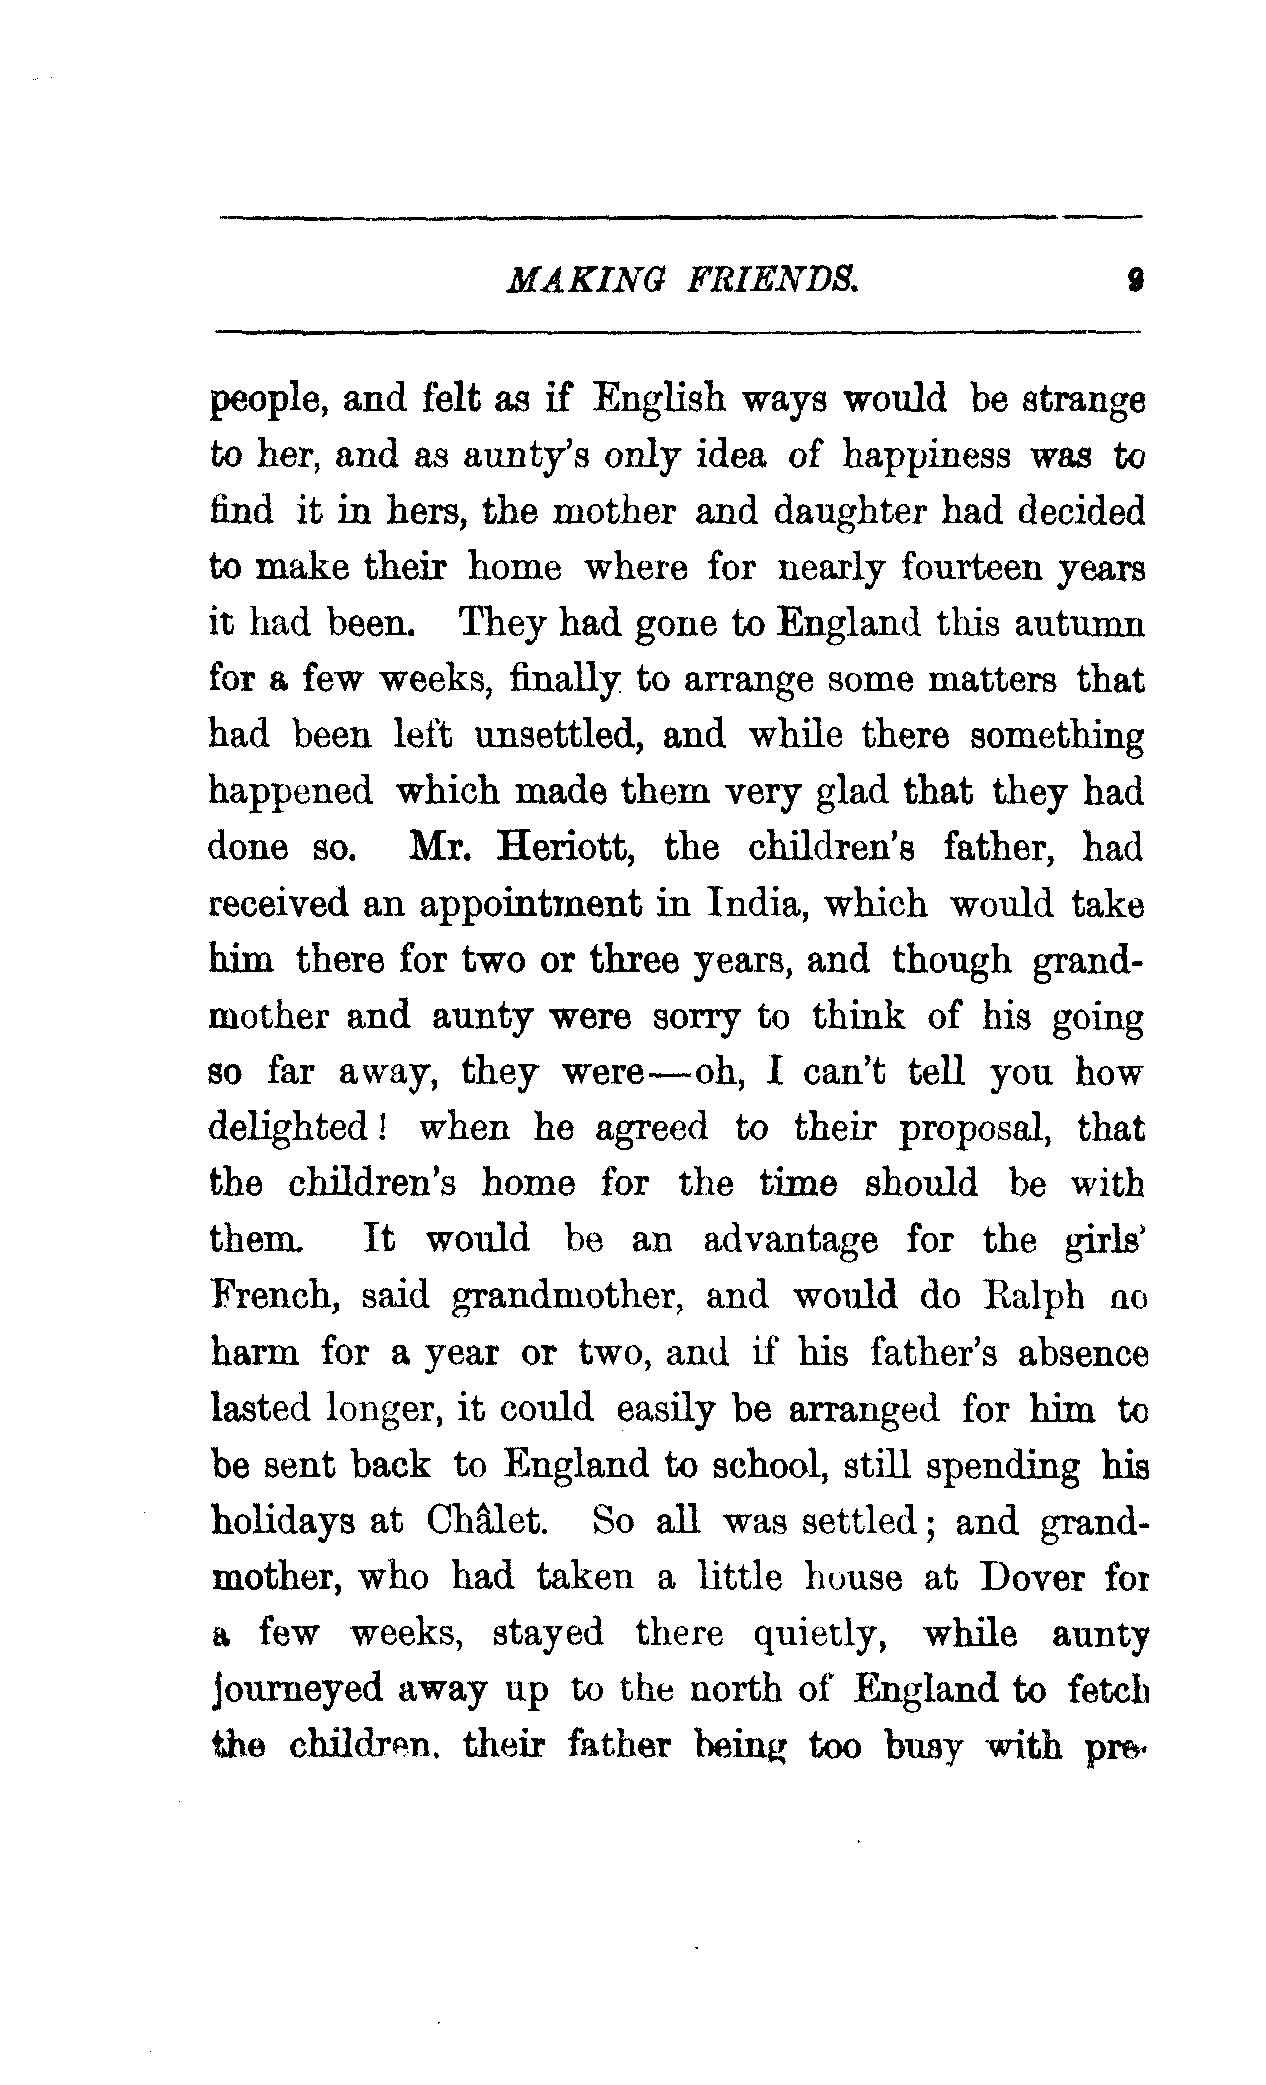 MAKING FRIENDS. 9
people, and felt as if English ways would be strange
to her, and as aunty's only idea of happiness was to
find it in hers, the mother and daughter had decided
to make their home where for nearly fourteen years
it had been. They had gone to England this autumn
for a few weeks, finally to arrange some matters that
had been left unsettled, and while there something
happened which made them very glad that they had
done so. Mr. Heriott, the children's father, had
received an appointment in India, which would take
him there for two or three years, and though grand-
mother and aunty were sorry to think of his going
so far away, they were—oh, I can't tell you how
delighted! when he agreed to their proposal, that
the children's home for the time should be with
them. It would be an advantage for the girls'
French, said grandmother, and would do Ralph no
harm for a year or two, and if his father's absence
lasted longer, it could easily be arranged for him to
be sent back to England to school, still spending his
holidays at Châlet. So all was settled; and grand-
mother, who had taken a little house at Dover for
a few weeks, stayed there quietly, while aunty
journeyed away up to the north of England to fetch
the children, their father being too busy with pre-